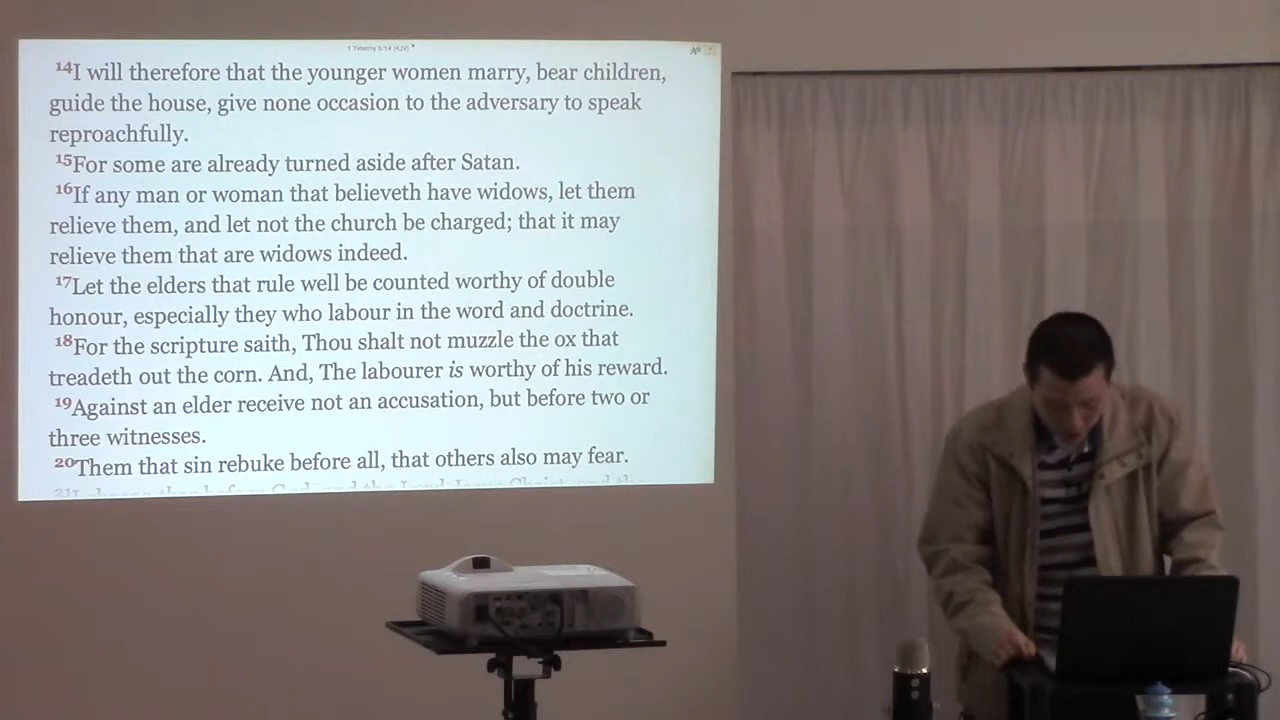 1 Timothy 5:14 (KJV)
14I will therefore that the younger women marry, bear children,
guide the house, give none occasion to the adversary to speak
reproachfully.
15For some are already turned aside after Satan.
16If any man or woman that believeth have widows, let them
relieve them, and let not the church be charged; that it may
relieve them that are widows indeed.
17Let the elders that rule well be counted worthy of double
honour, especially they who labour in the word and doctrine.
18For the scripture saith, Thou shalt not muzzle the ox that
treadeth out the corn. And, The labourer is worthy of his reward.
19Against an elder receive not an accusation, but before two or
three witnesses.
20Them that sin rebuke before all, that others also may fear.